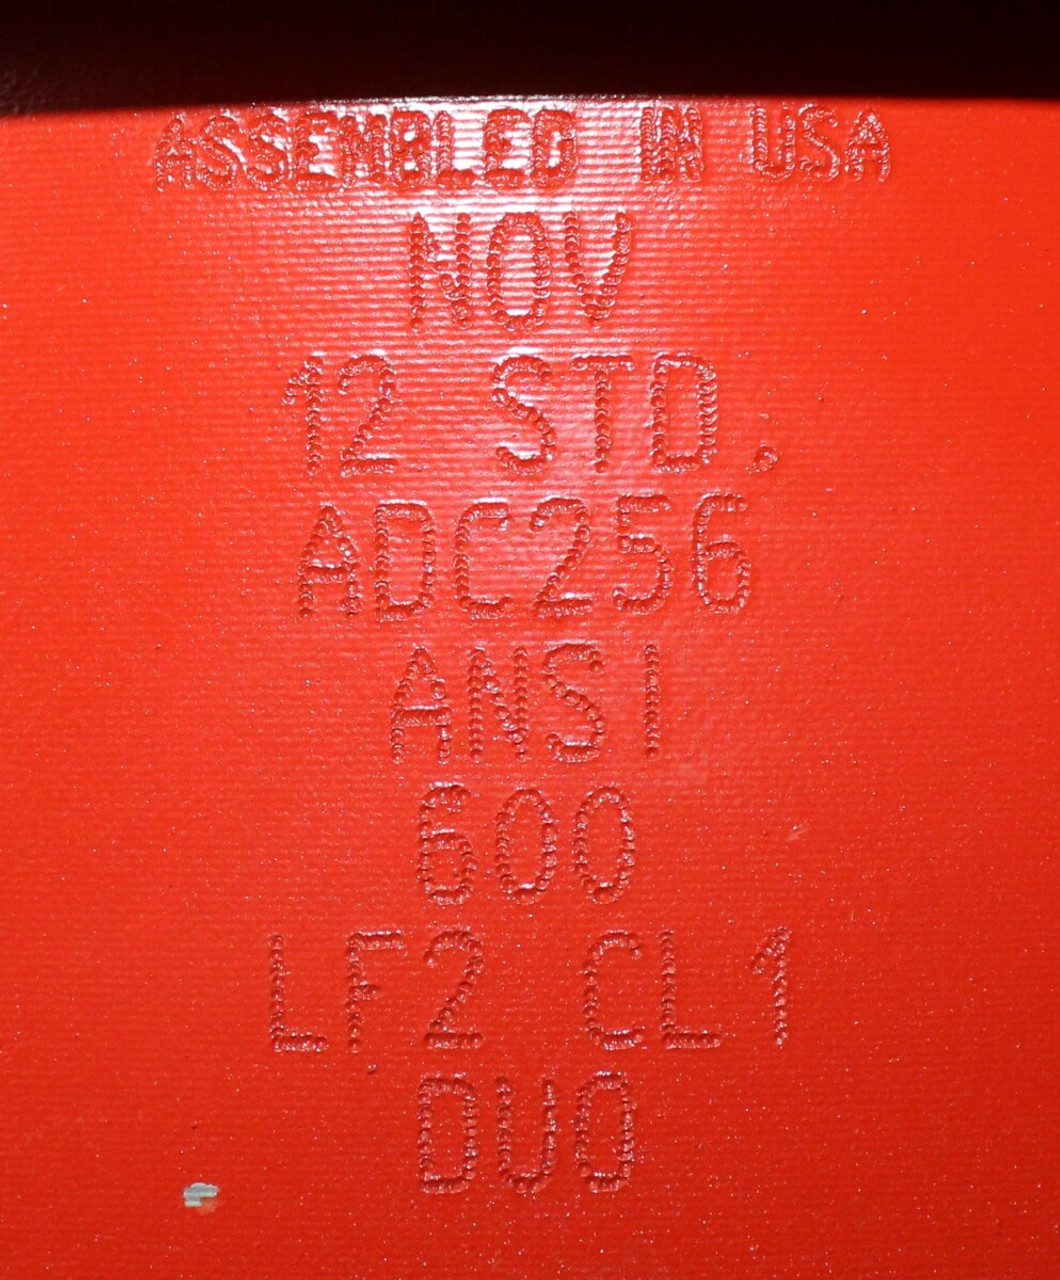 ASSEMBLED IN USA
NOV
12 STD.
ADC256
ANSI
600
LF2 CL1
DUO